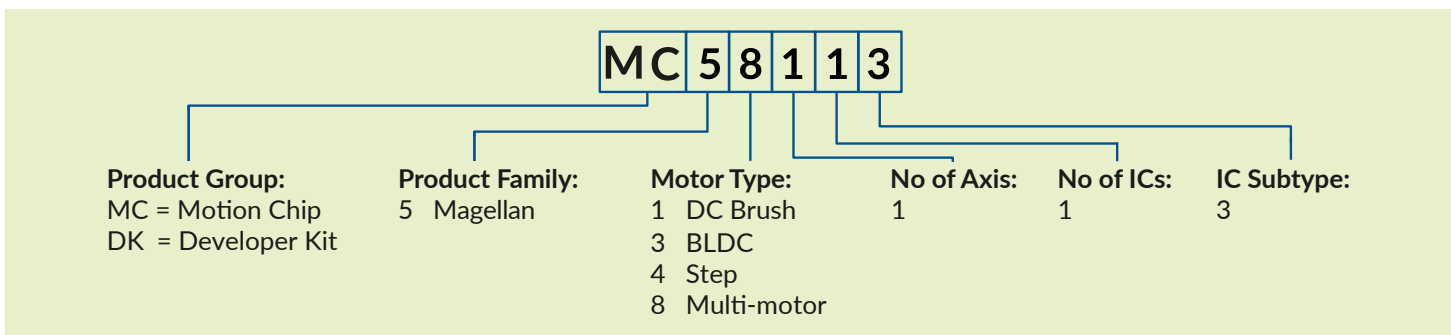 MC58113
Product Group:
MC = Motion Chip
DK = Developer Kit
Product Family:
5 Magellan
Motor Type:
1 DC Brush
3 BLDC
4 Step
8 Multi-motor
No of Axis:
1
No of ICs:
1
IC Subtype:
3